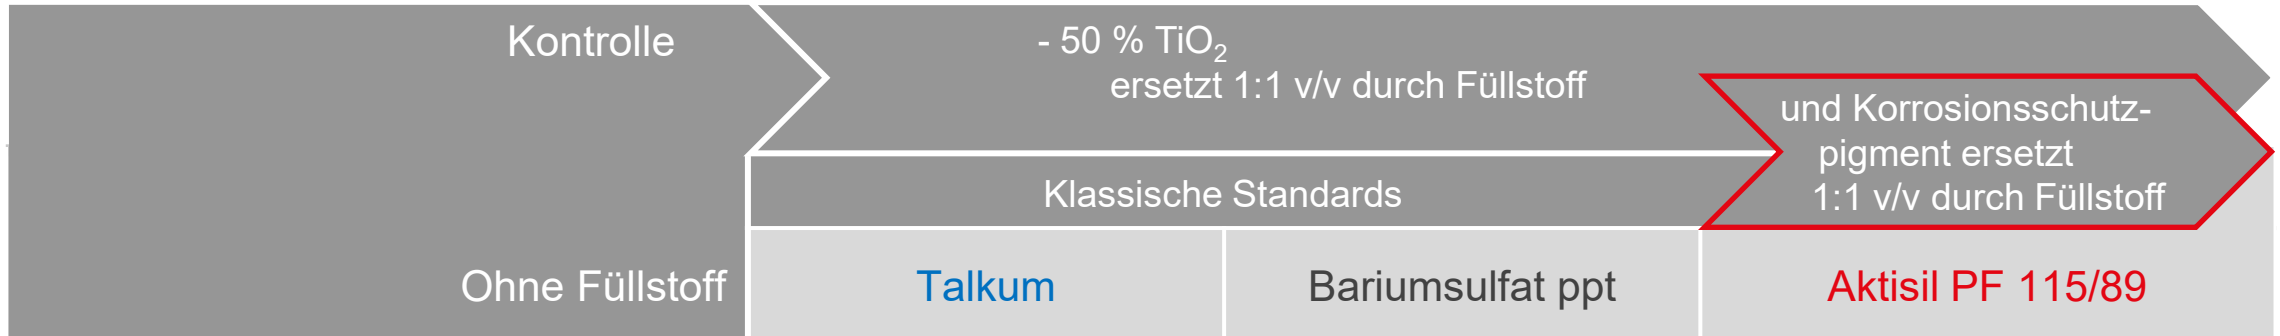 Kontrolle
- 50 % TiO₂
ersetzt 1:1 v/v durch Füllstoff
und Korrosionsschutz-
pigment ersetzt
1:1 v/v durch Füllstoff
Klassische Standards
Ohne Füllstoff
Talkum
Bariumsulfat ppt
Aktisil PF 115/89